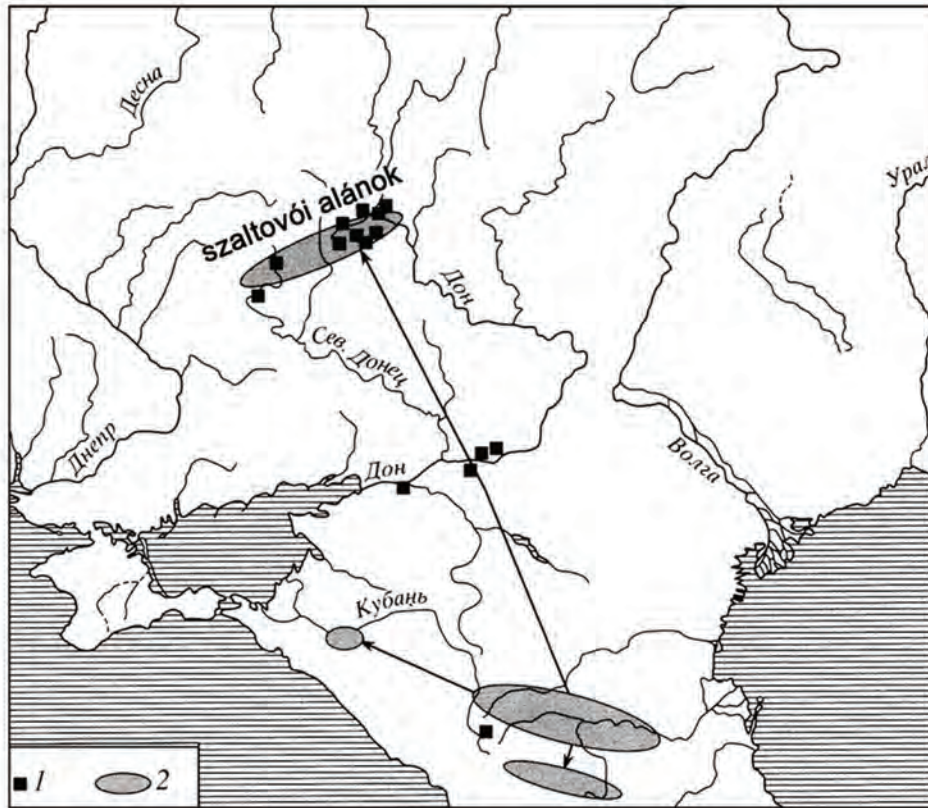 Десна
Урал
szaltovói alánok
Дон
Сев. Донец
Днепр
Дон
Волга
Кубань
1
2